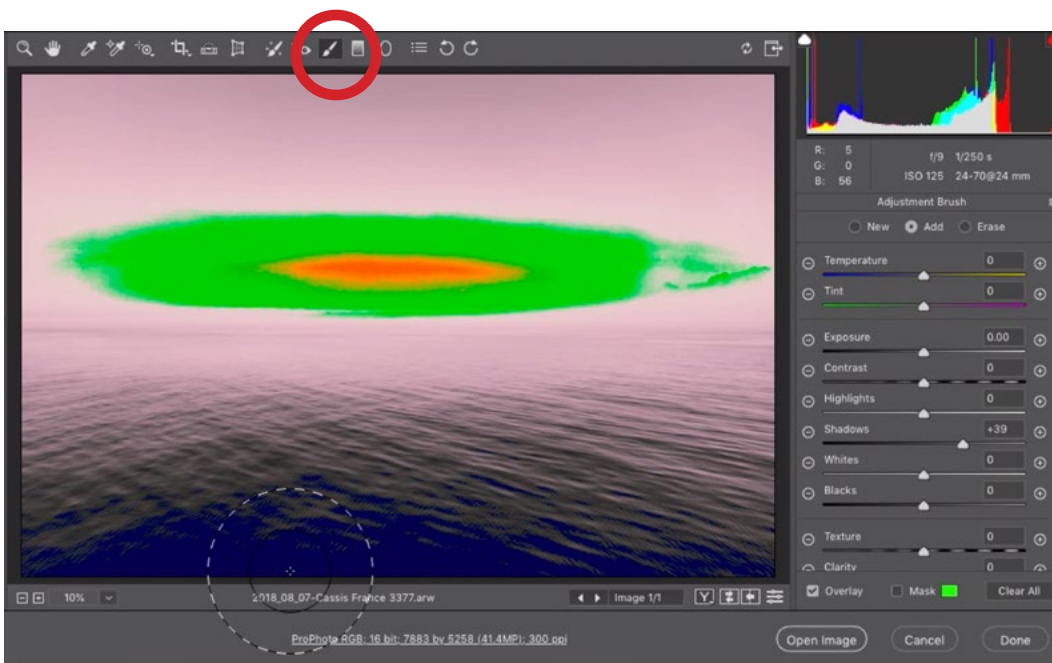 R: 5
G: 0
B: 56
f/9 1/250 s
ISO 125 24-70@24 mm
Adjustment Brush
New Add Erase
Temperature 0
Tint 0
Exposure 0.00
Contrast 0
Highlights 0
Shadows +39
Whites 0
Blacks 0
Texture 0
Clarity
10% 2018_08_07-Cassis France 3377.arw Image 1/1 Y
Overlay Mask Clear All
ProPhoto RGB; 16 bit; 7883 by 5258 (41.4MP); 300 ppi
Open Image Cancel Done